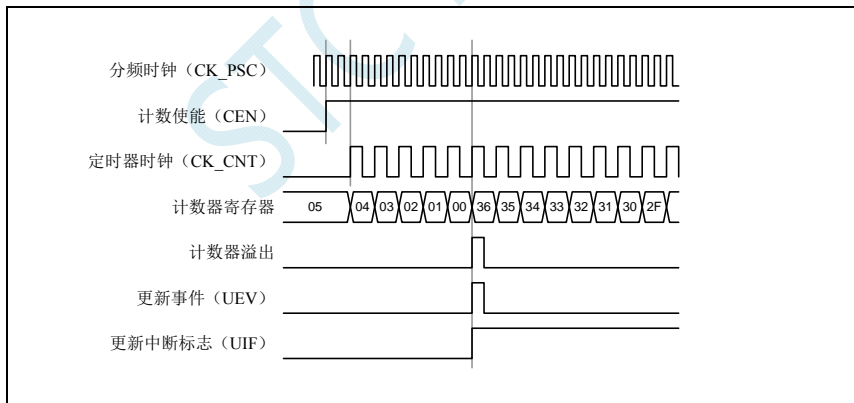 STC
分频时钟（CK_PSC）
计数使能（CEN）
定时器时钟（CK_CNT）
计数器寄存器 05 04 03 02 01 00 36 35 34 33 32 31 30 2F
计数器溢出
更新事件（UEV）
更新中断标志（UIF）